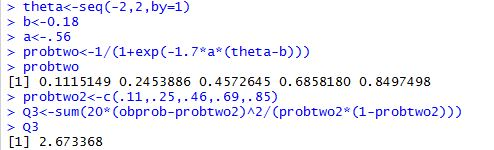 > theta<-seq(-2,2,by=1)
> b<-0.18
> a<-.56
> probtwo<-1/(1+exp(-1.7*a*(theta-b)))
> probtwo
[1] 0.1115149 0.2453886 0.4572645 0.6858180 0.8497498
> probtwo2<-c(.11,.25,.46,.69,.85)
> Q3<-sum(20*(obprob-probtwo2)^2/(probtwo2*(1-probtwo2)))
> Q3
[1] 2.673368